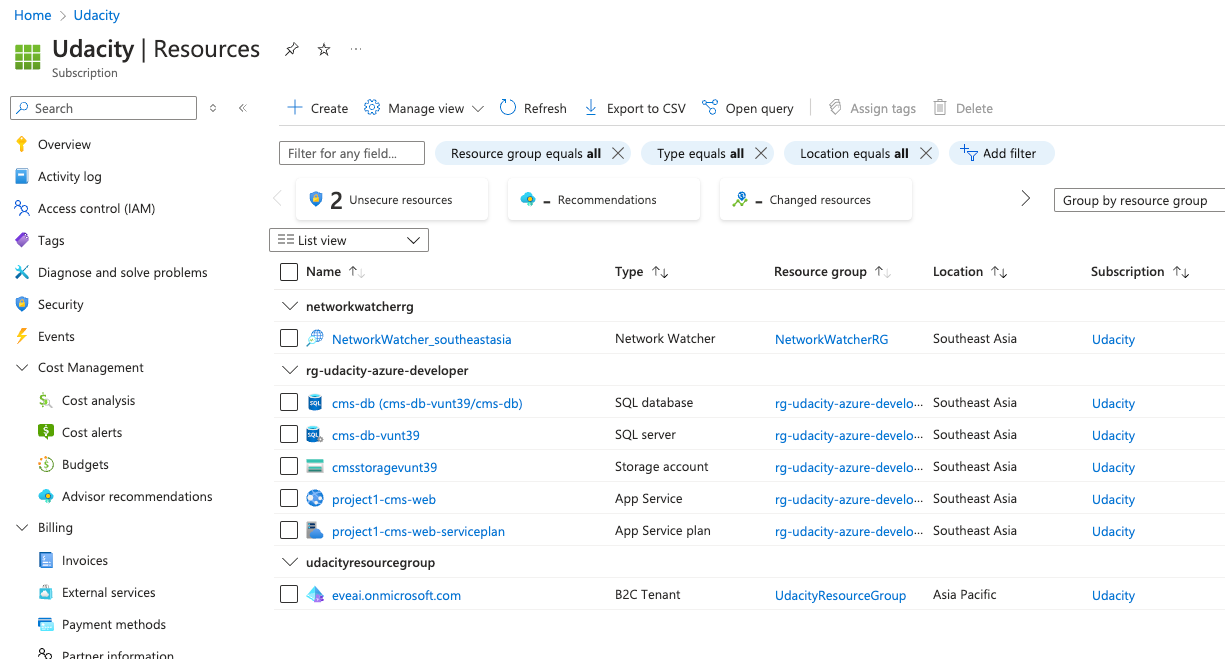 Home > Udacity
Udacity | Resources
Subscription
Search
Overview
Activity log
Access control (IAM)
Tags
Diagnose and solve problems
Security
Events
Cost Management
Cost analysis
Cost alerts
Budgets
Advisor recommendations
Billing
Invoices
External services
Payment methods
Partner information
Create Manage view Refresh Export to CSV Open query Assign tags Delete
Filter for any field... Resource group equals all Type equals all Location equals all Add filter
2 Unsecure resources - Recommendations - Changed resources Group by resource group
List view
Name Type Resource group Location Subscription
networkwatcherrg
NetworkWatcher_southeastasia Network Watcher NetworkWatcherRG Southeast Asia Udacity
rg-udacity-azure-developer
cms-db (cms-db-vunt39/cms-db) SQL database rg-udacity-azure-develo... Southeast Asia Udacity
cms-db-vunt39 SQL server rg-udacity-azure-develo... Southeast Asia Udacity
cmsstoragevunt39 Storage account rg-udacity-azure-develo... Southeast Asia Udacity
project1-cms-web App Service rg-udacity-azure-develo... Southeast Asia Udacity
project1-cms-web-serviceplan App Service plan rg-udacity-azure-develo... Southeast Asia Udacity
udacityresourcegroup
eveai.onmicrosoft.com B2C Tenant UdacityResourceGroup Asia Pacific Udacity